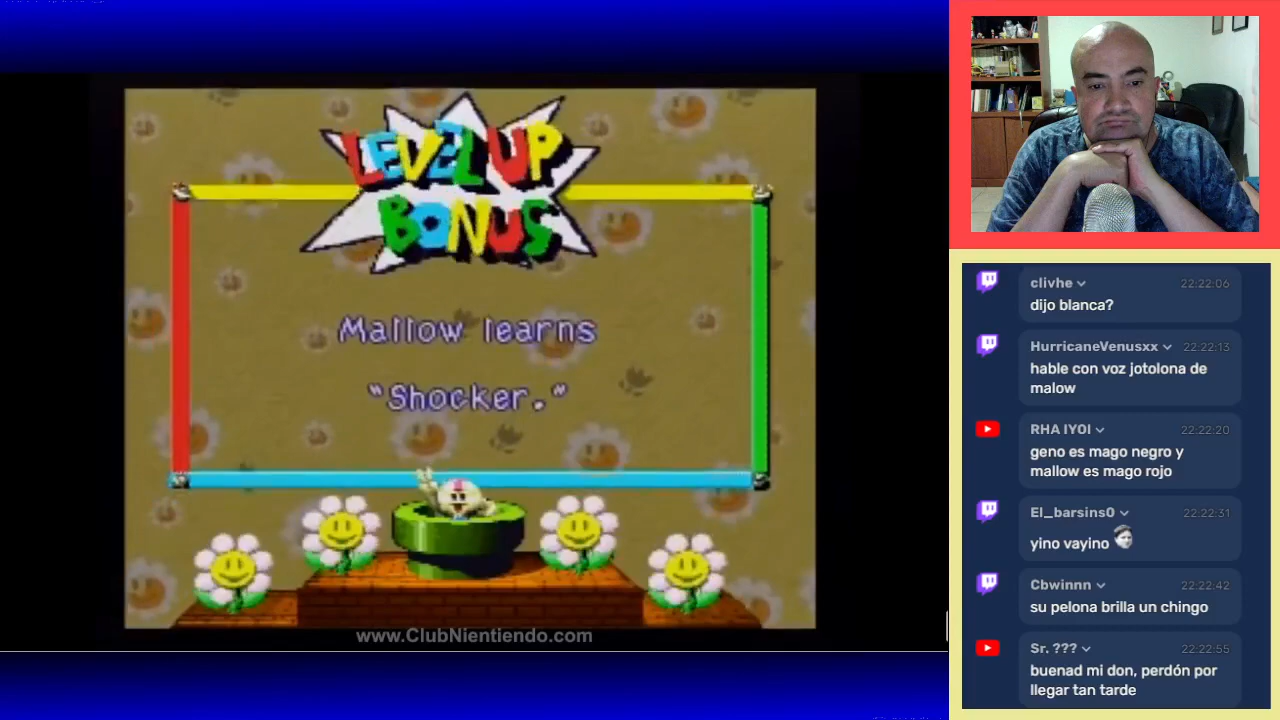 LEVEL UP
BONUS
Mallow learns
"Shocker."
www.ClubNientiendo.com
clivhe 22:22:06
dijo blanca?
HurricaneVenusxx 22:22:13
hable con voz jotolona de
malow
RHA IYOI 22:22:20
geno es mago negro y
mallow es mago rojo
El_barsins0 22:22:31
yino vayino
Cbwinnn 22:22:42
su pelona brilla un chingo
Sr. ??? 22:22:55
buenad mi don, perdón por
llegar tan tarde